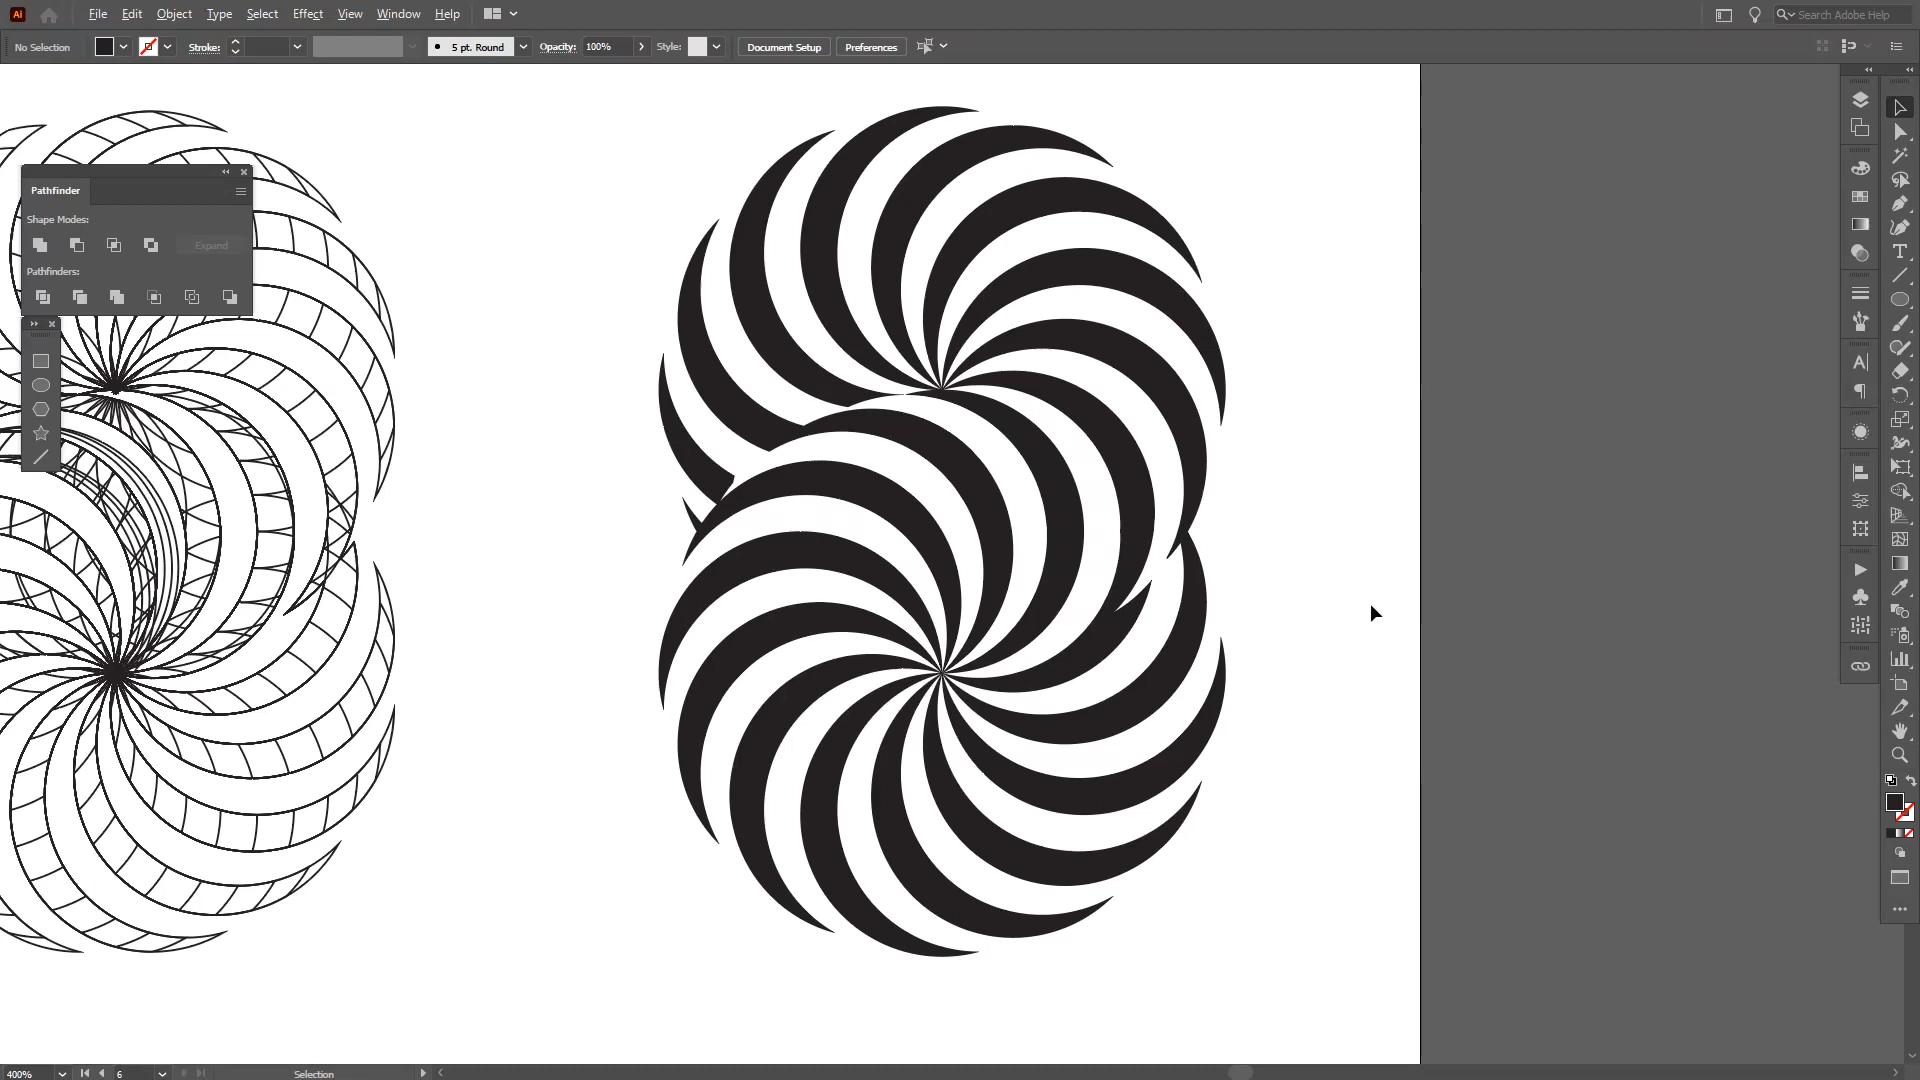 Ai File Edit Object Type Select Effect View Window Help Search Adobe Help
No Selection Stroke: 5 pt. Round Opacity: 100% Style: Document Setup Preferences
Pathfinder
Shape Modes:
Expand
Pathfinders:
400% 6 Selection